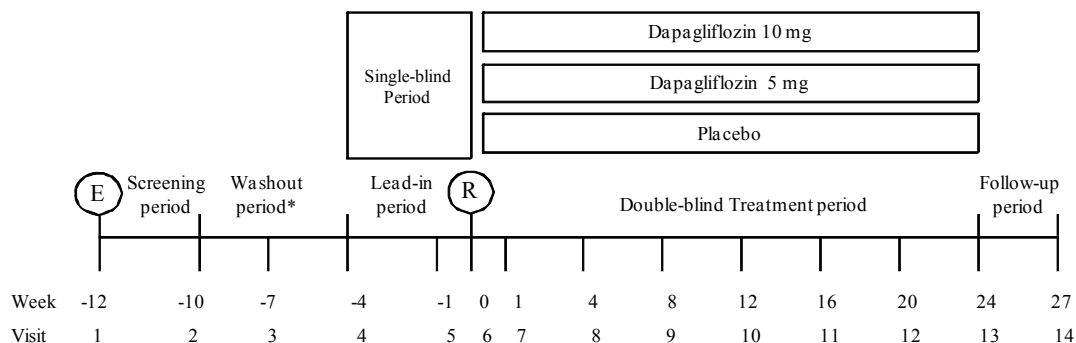 Dapagliflozin 10 mg
Single-blind
Period
Dapagliflozin 5 mg
Placebo
E
Screening
period
Washout
period*
Lead-in
period
R
Double-blind Treatment period
Follow-up
period
Week -12 -10 -7 -4 -1 0 1 4 8 12 16 20 24 27
Visit 1 2 3 4 5 6 7 8 9 10 11 12 13 14